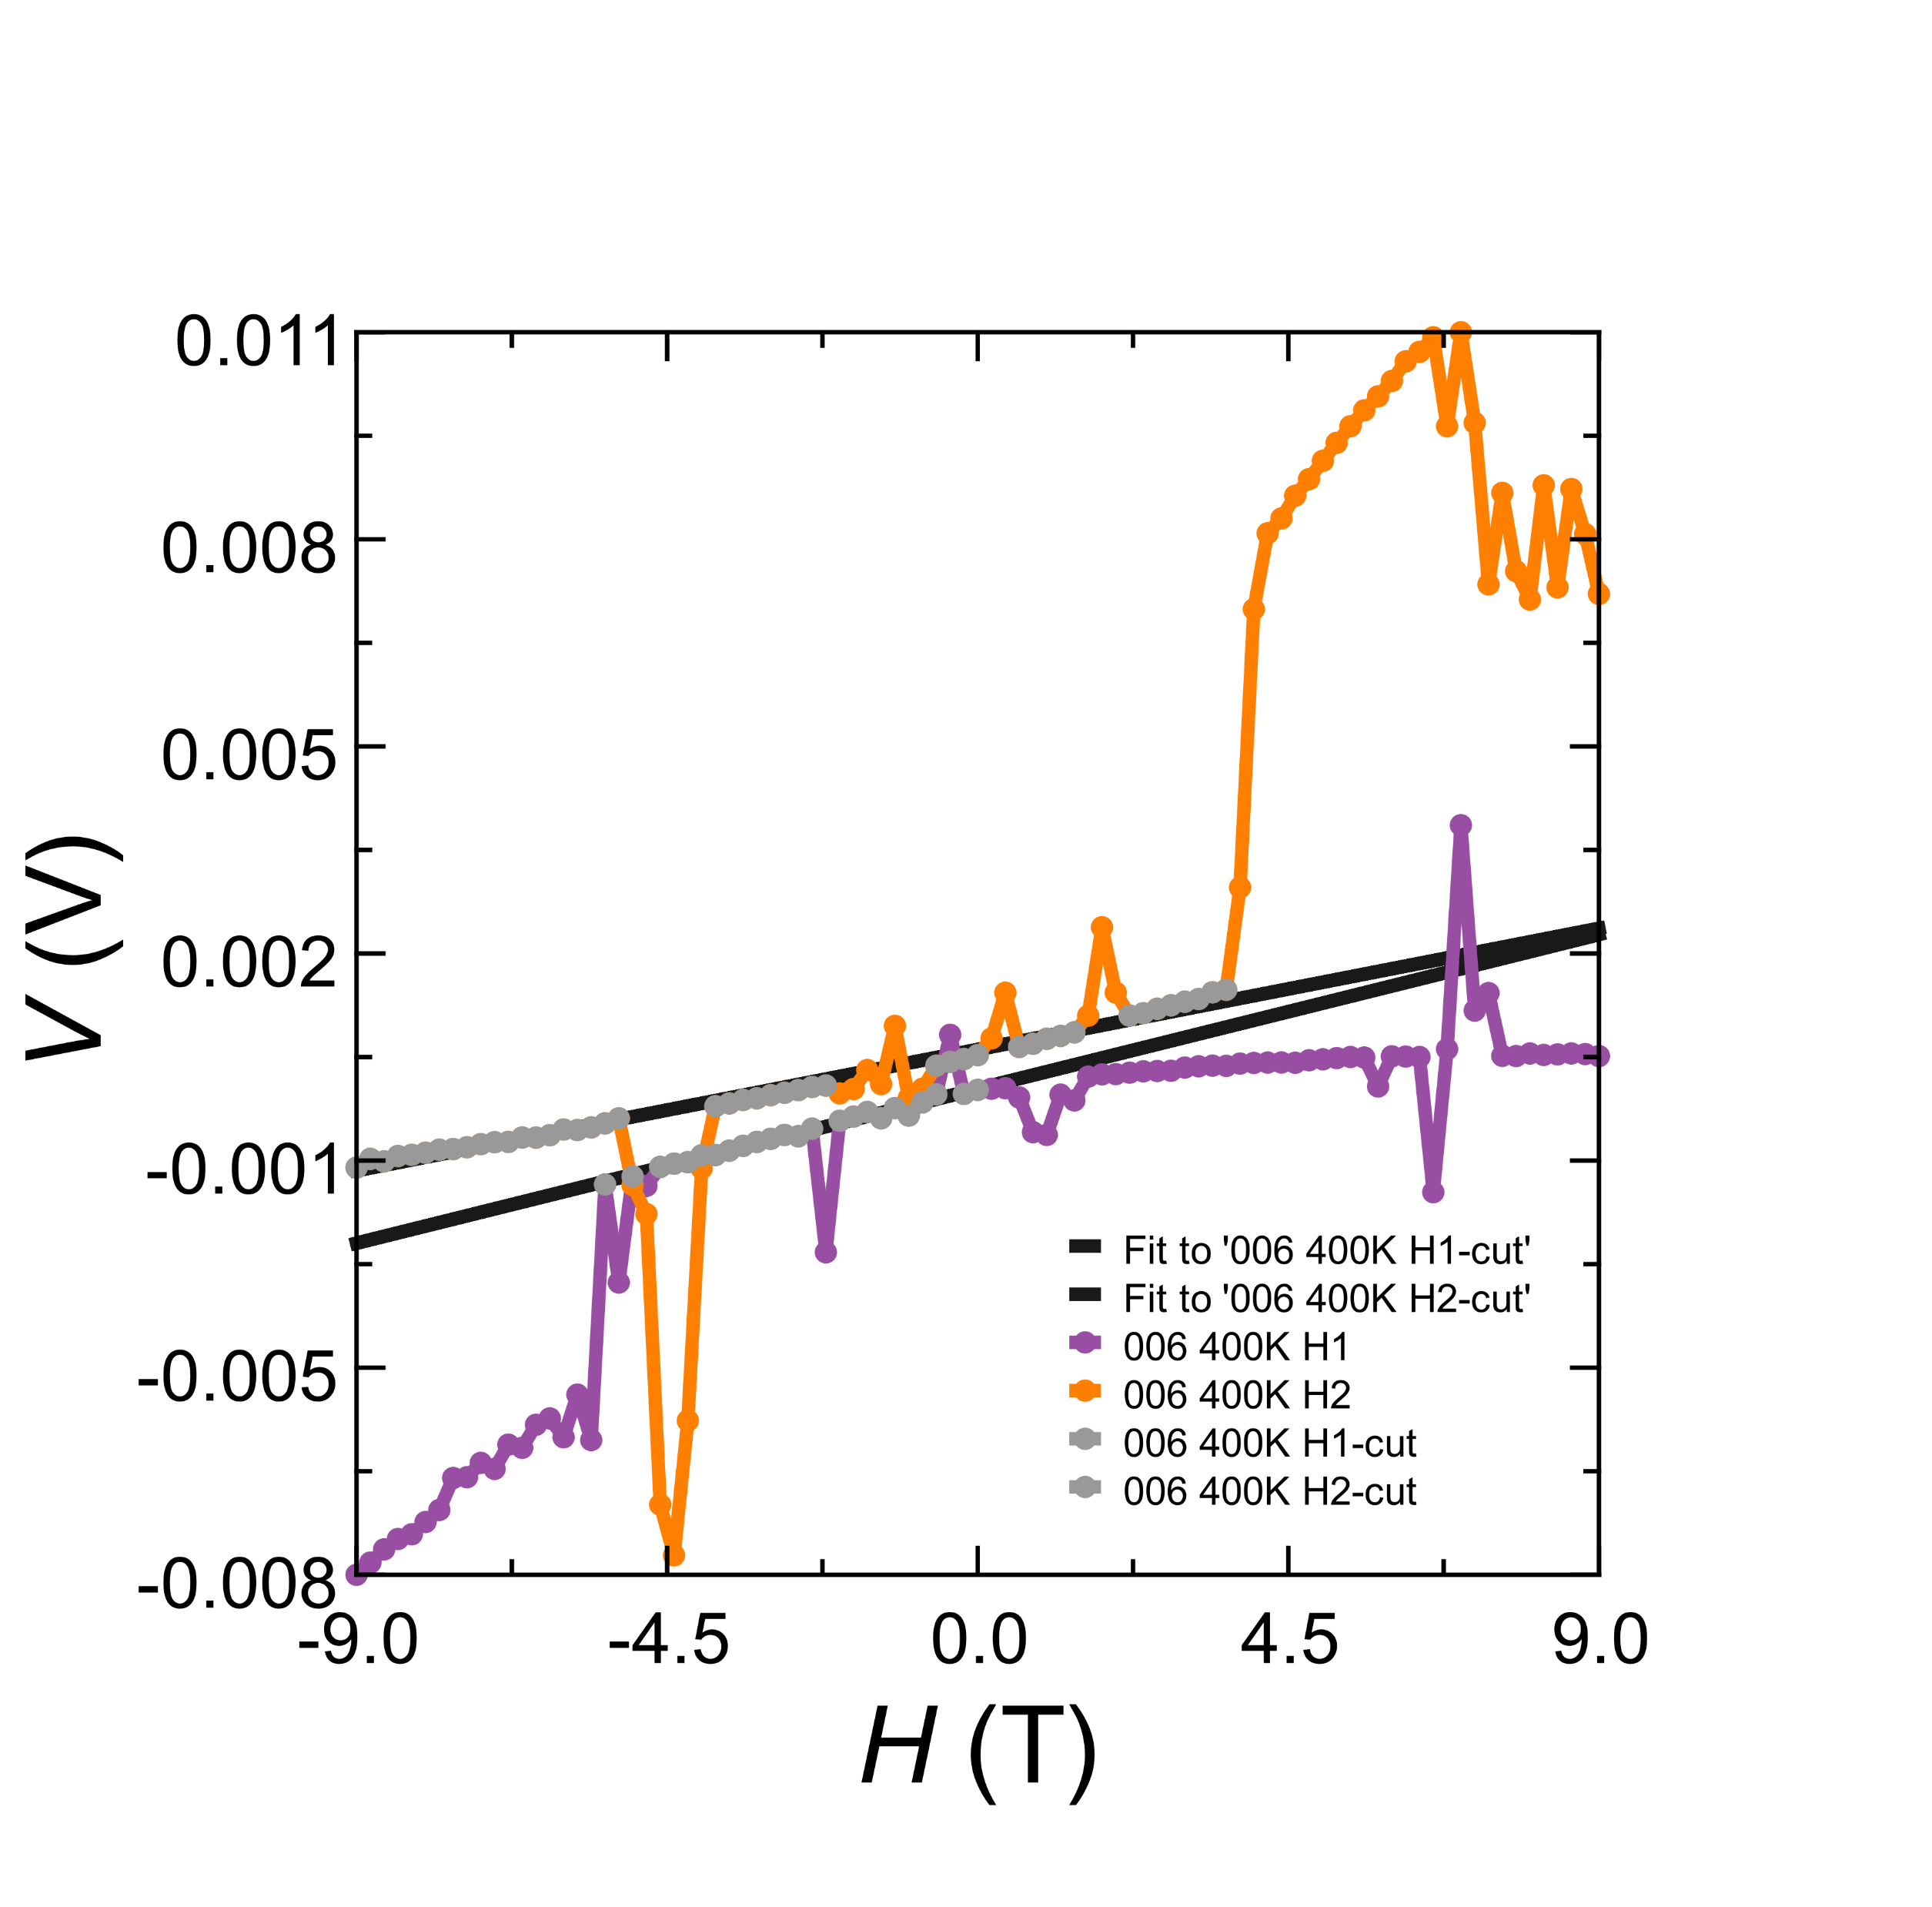 0.011
0.008
0.005
0.002
-0.001
-0.005
-0.008
V (V)
-9.0 -4.5 0.0 4.5 9.0
H (T)
Fit to '006 400K H1-cut'
Fit to '006 400K H2-cut'
006 400K H1
006 400K H2
006 400K H1-cut
006 400K H2-cut